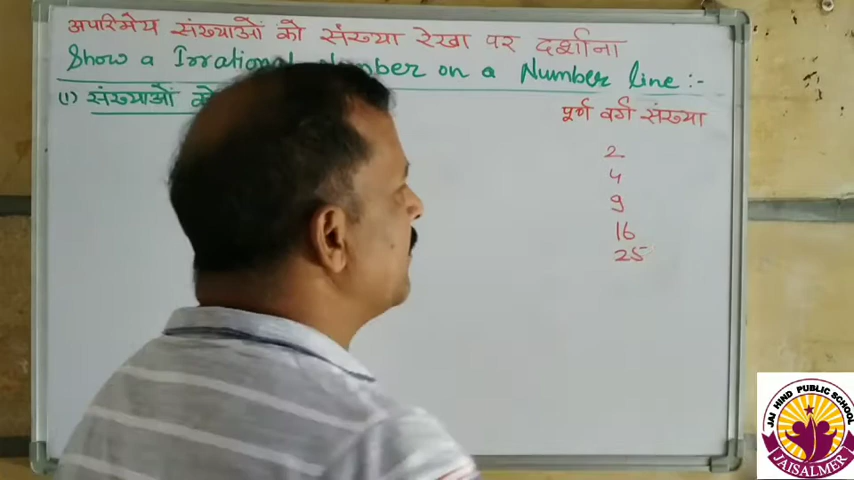 अपरिमेय संख्याओं को संख्या रेखा पर दर्शाना
Show a Irrational Number on a Number line :-
(1) संख्याओं को
पूर्ण वर्ग संख्या
2
4
9
16
25
JAI HIND PUBLIC SCHOOL
JAISALMER